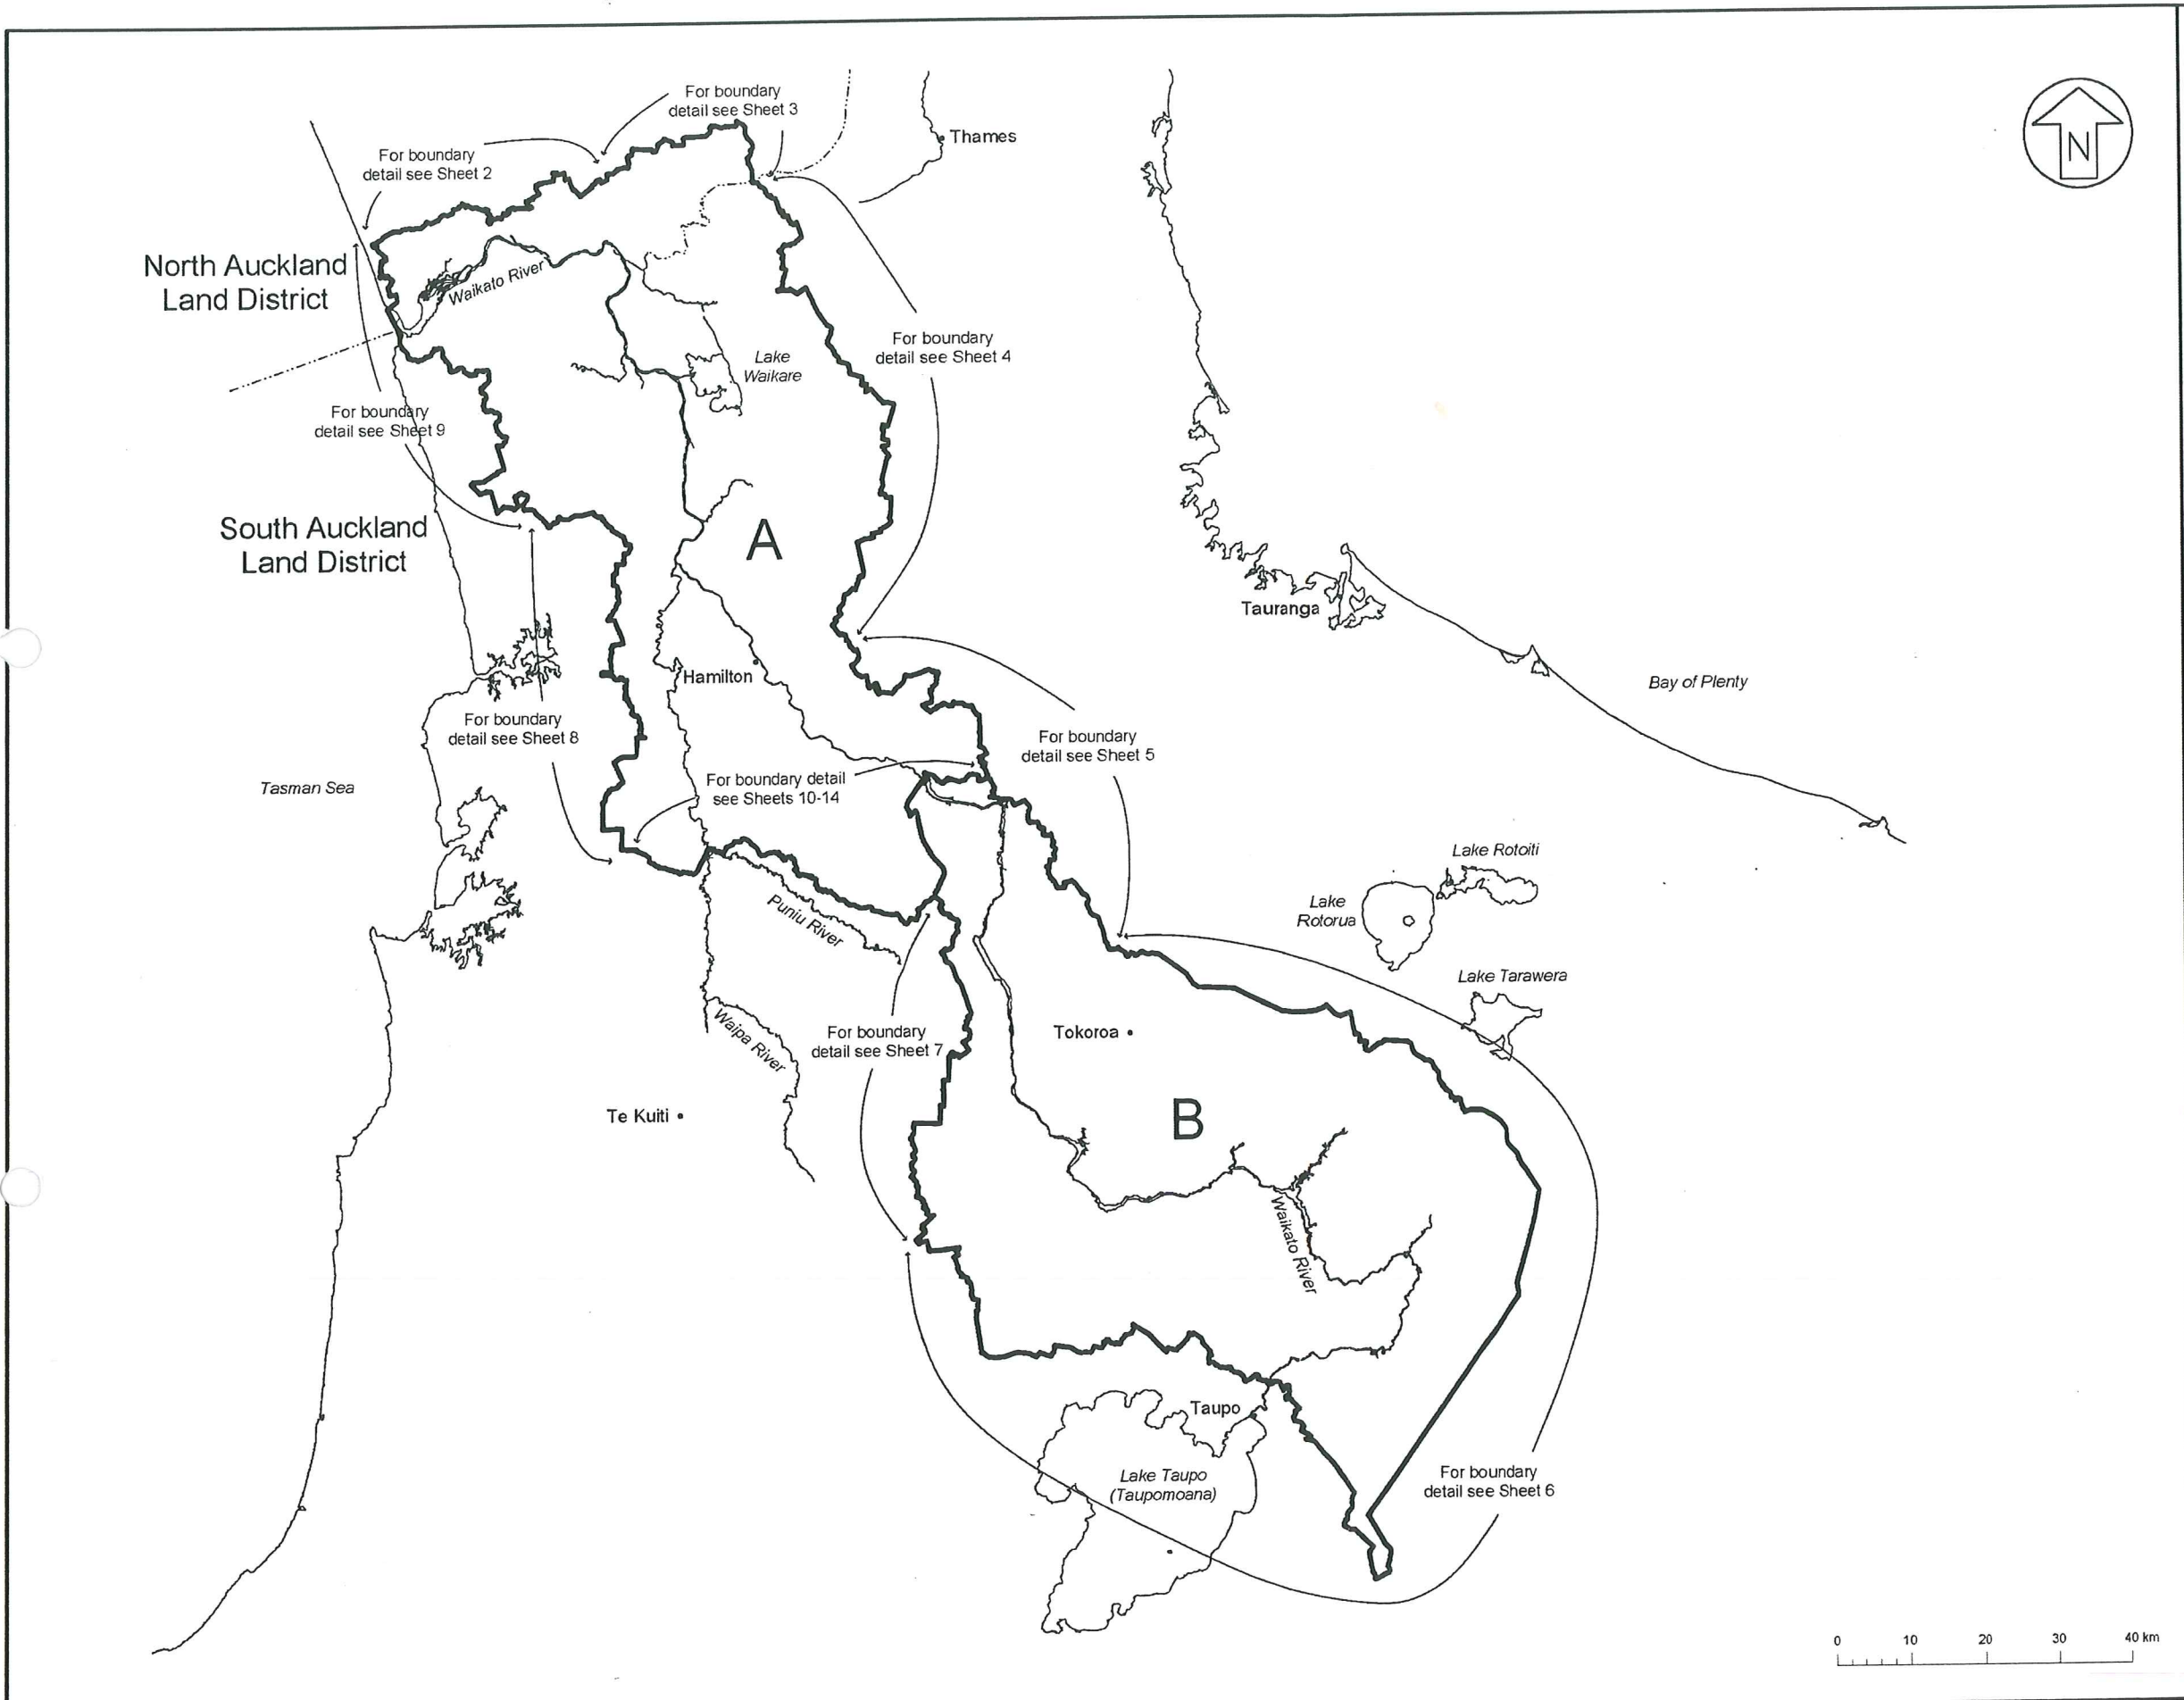 For boundary
detail see Sheet 3
N
Thames
For boundary
detail see Sheet 2
North Auckland
Land District
Waikato River
For boundary
detail see Sheet 4
Lake
Waikare
For boundary
detail see Sheet 9
South Auckland
Land District
A
Tauranga
Hamilton
Bay of Plenty
For boundary
detail see Sheet 8
For boundary
detail see Sheet 5
Tasman Sea
For boundary detail
see Sheets 10-14
Lake Rotoiti
Lake
Rotorua
Puniu River
Lake Tarawera
Waipa River
For boundary
detail see Sheet 7
Tokoroa
Te Kuiti
B
Waikato River
Taupo
Lake Taupo
(Taupomoana)
For boundary
detail see Sheet 6
0 10 20 30 40 km